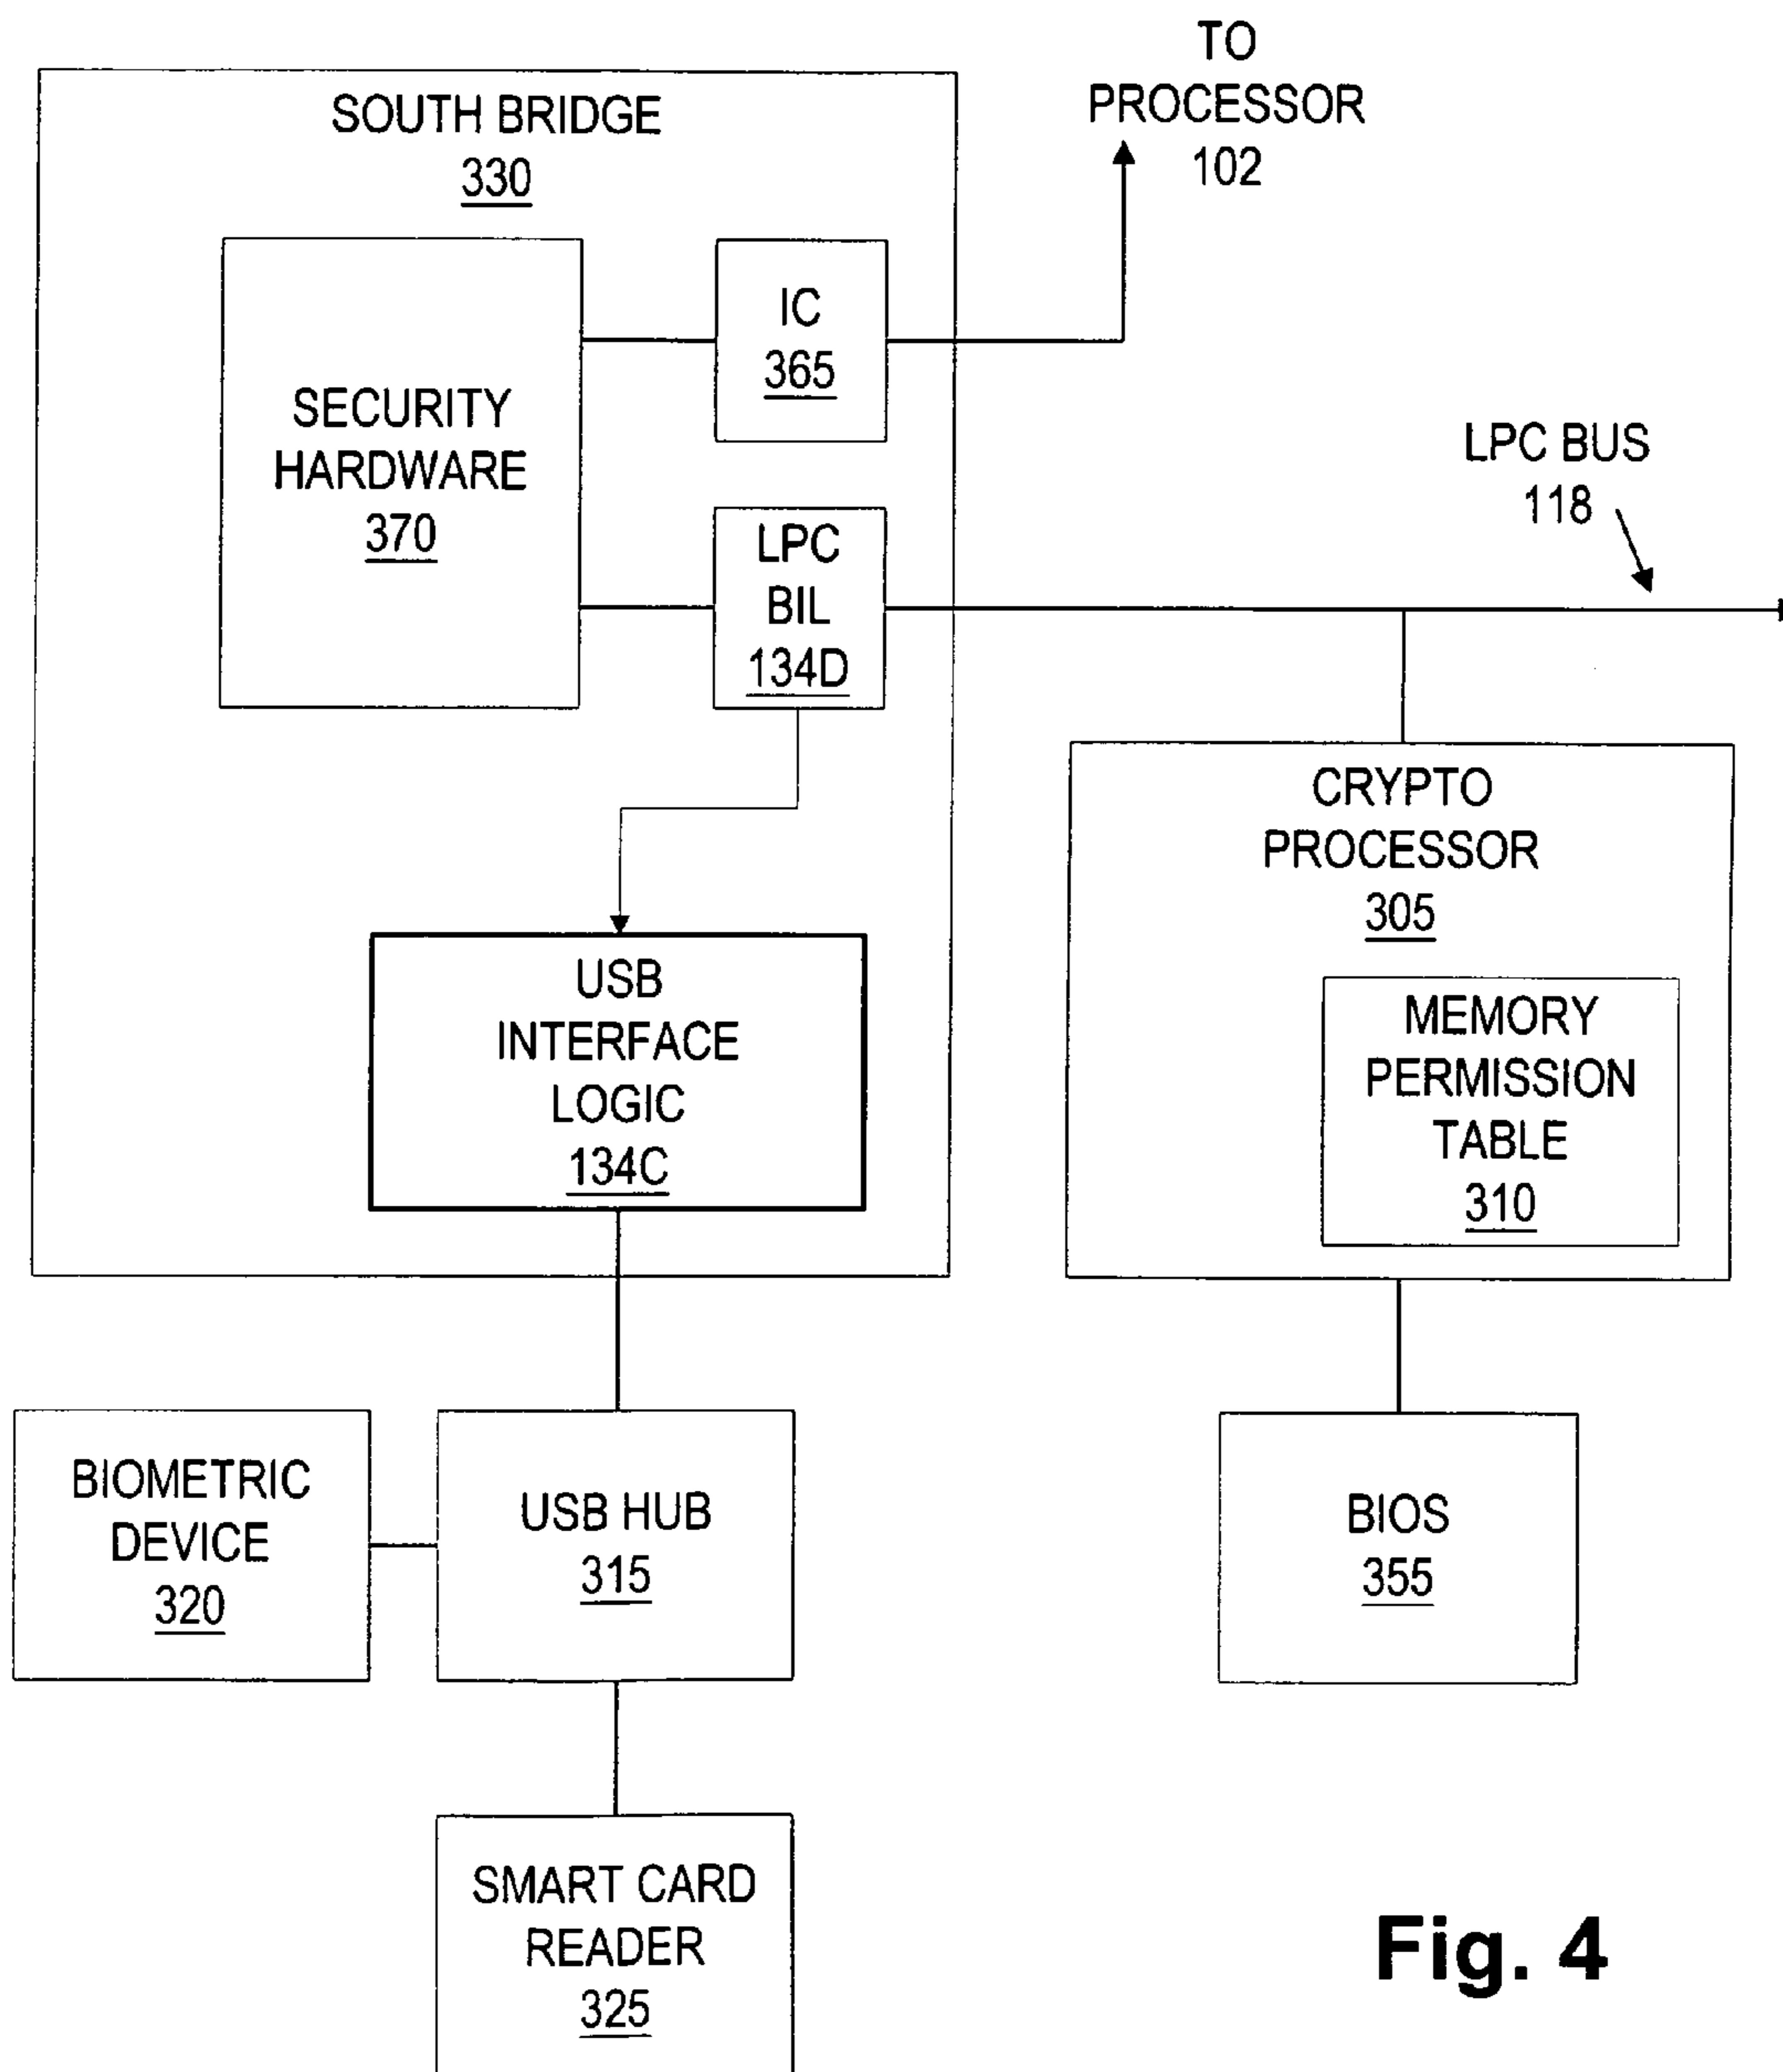 TO
PROCESSOR
102
SOUTH BRIDGE
330
IC
365
SECURITY
HARDWARE
370
LPC BUS
118
LPC
BIL
134D
CRYPTO
PROCESSOR
305
USB
INTERFACE
LOGIC
134C
MEMORY
PERMISSION
TABLE
310
BIOMETRIC
DEVICE
320
USB HUB
315
BIOS
355
SMART CARD
READER
325
Fig. 4